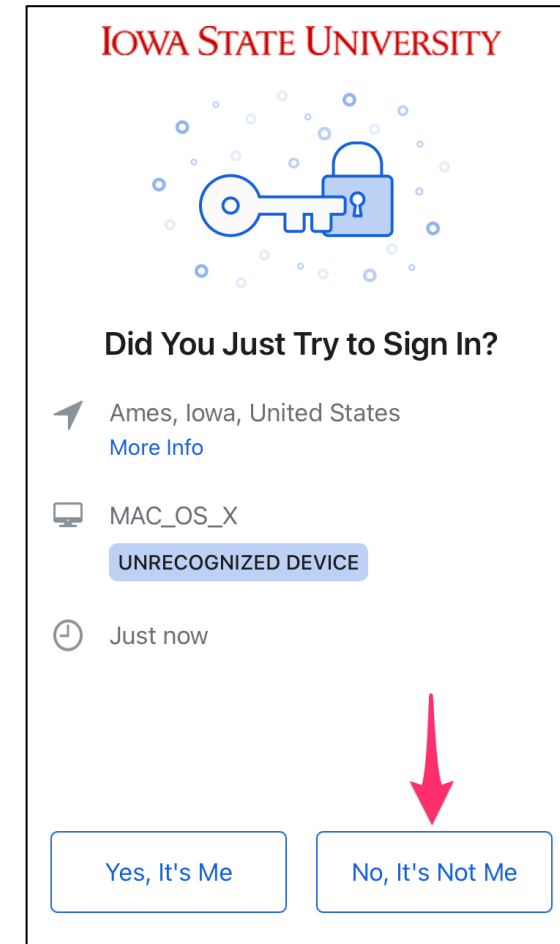 IOWA STATE UNIVERSITY
Did You Just Try to Sign In?
Ames, Iowa, United States
More Info
MAC_OS_X
UNRECOGNIZED DEVICE
Just now
Yes, It's Me
No, It's Not Me